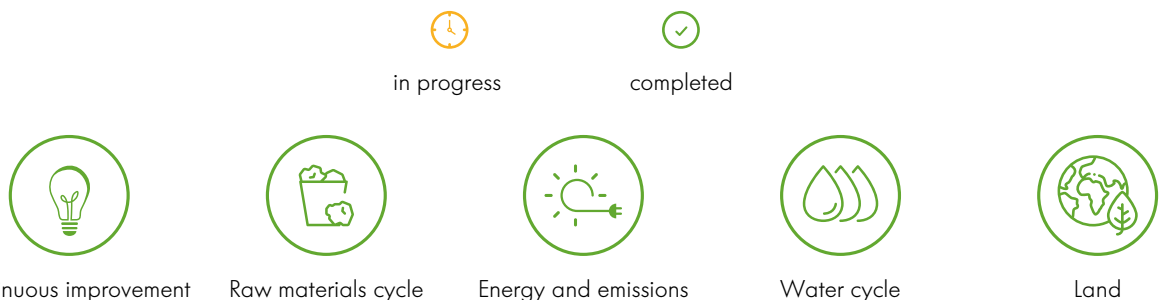 in progress
completed
nuous improvement
Raw materials cycle
Energy and emissions
Water cycle
Land